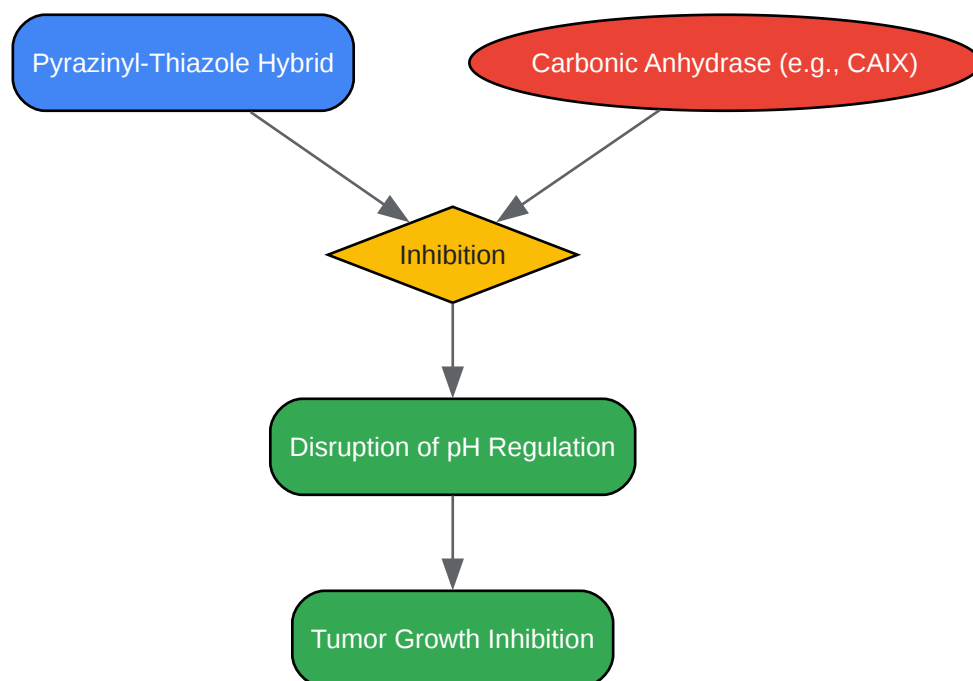 Pyrazinyl-Thiazole Hybrid
Carbonic Anhydrase (e.g., CAIX)
Inhibition
Disruption of pH Regulation
Tumor Growth Inhibition